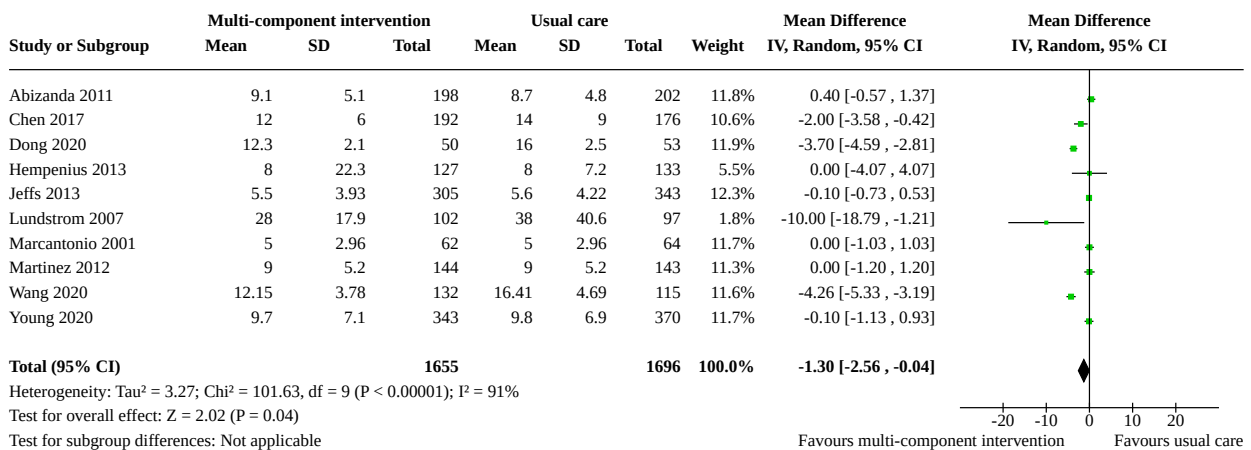 Multi-component intervention Usual care Mean Difference Mean Difference
Study or Subgroup Mean SD Total Mean SD Total Weight IV, Random, 95% CI IV, Random, 95% CI
Abizanda 2011 9.1 5.1 198 8.7 4.8 202 11.8% 0.40 [-0.57 , 1.37]
Chen 2017 12 6 192 14 9 176 10.6% -2.00 [-3.58 , -0.42]
Dong 2020 12.3 2.1 50 16 2.5 53 11.9% -3.70 [-4.59 , -2.81]
Hempenius 2013 8 22.3 127 8 7.2 133 5.5% 0.00 [-4.07 , 4.07]
Jeffs 2013 5.5 3.93 305 5.6 4.22 343 12.3% -0.10 [-0.73 , 0.53]
Lundstrom 2007 28 17.9 102 38 40.6 97 1.8% -10.00 [-18.79 , -1.21]
Marcantonio 2001 5 2.96 62 5 2.96 64 11.7% 0.00 [-1.03 , 1.03]
Martinez 2012 9 5.2 144 9 5.2 143 11.3% 0.00 [-1.20 , 1.20]
Wang 2020 12.15 3.78 132 16.41 4.69 115 11.6% -4.26 [-5.33 , -3.19]
Young 2020 9.7 7.1 343 9.8 6.9 370 11.7% -0.10 [-1.13 , 0.93]
Total (95% CI) 1655 1696 100.0% -1.30 [-2.56 , -0.04]
Heterogeneity: Tau² = 3.27; Chi² = 101.63, df = 9 (P < 0.00001); I² = 91%
Test for overall effect: Z = 2.02 (P = 0.04)
-20 -10 0 10 20
Test for subgroup differences: Not applicable
Favours multi-component intervention Favours usual care